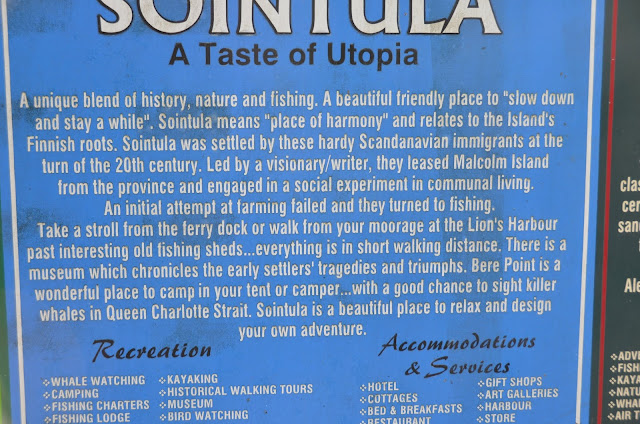 SOINTULA
A Taste of Utopia
A unique blend of history, nature and fishing. A beautiful friendly place to "slow down
and stay a while". Sointula means "place of harmony" and relates to the Island's
Finnish roots. Sointula was settled by these hardy Scandanavian immigrants at the
turn of the 20th century. Led by a visionary/writer, they leased Malcolm Island
from the province and engaged in a social experiment in communal living.
An initial attempt at farming failed and they turned to fishing.
Take a stroll from the ferry dock or walk from your moorage at the Lion's Harbour
past interesting old fishing sheds...everything is in short walking distance. There is a
museum which chronicles the early settlers' tragedies and triumphs. Bere Point is a
wonderful place to camp in your tent or camper...with a good chance to sight killer
whales in Queen Charlotte Strait. Sointula is a beautiful place to relax and design
your own adventure.
Recreation
❖WHALE WATCHING ❖KAYAKING
❖CAMPING ❖HISTORICAL WALKING TOURS
❖FISHING CHARTERS ❖MUSEUM
❖FISHING LODGE ❖BIRD WATCHING
Accommodations
& Services
❖HOTEL ❖GIFT SHOPS
❖COTTAGES ❖ART GALLERIES
❖BED & BREAKFASTS ❖HARBOUR
❖RESTAURANT ❖STORE